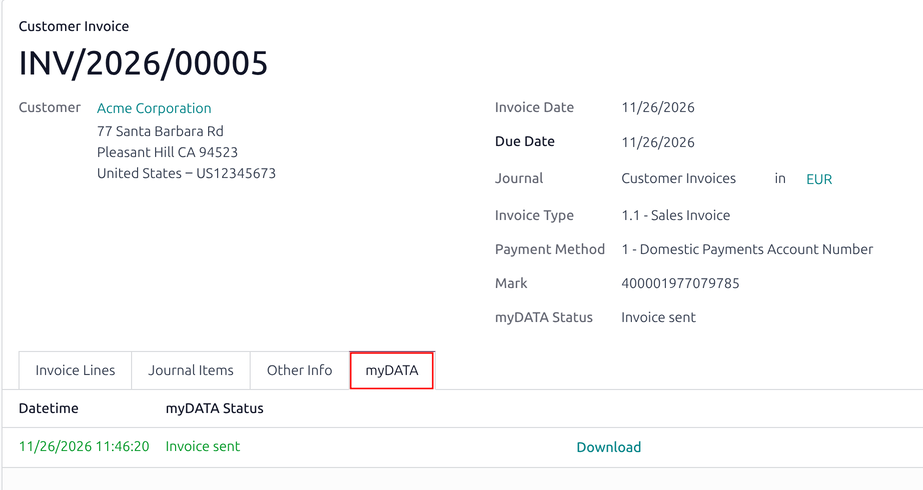 Customer Invoice
INV/2026/00005
Customer Acme Corporation
77 Santa Barbara Rd
Pleasant Hill CA 94523
United States – US12345673
Invoice Date 11/26/2026
Due Date 11/26/2026
Journal Customer Invoices in EUR
Invoice Type 1.1 - Sales Invoice
Payment Method 1 - Domestic Payments Account Number
Mark 400001977079785
myDATA Status Invoice sent
Invoice Lines Journal Items Other Info myDATA
Datetime myDATA Status
11/26/2026 11:46:20 Invoice sent Download